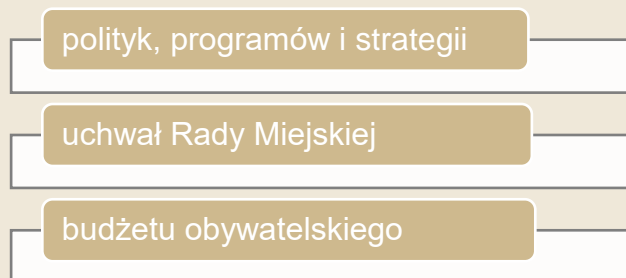 polityk, programów i strategii
uchwał Rady Miejskiej
budżetu obywatelskiego